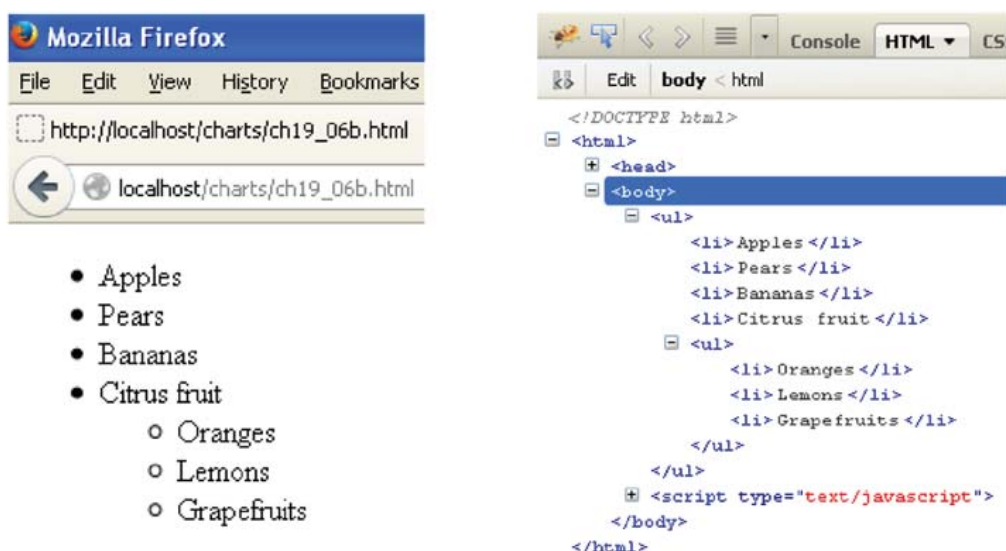 Mozilla Firefox
File Edit View History Bookmarks
http://localhost/charts/ch19_06b.html
localhost/charts/ch19_06b.html
Apples
Pears
Bananas
Citrus fruit
Oranges
Lemons
Grapefruits
Console HTML CS
Edit body < html
<!DOCTYPE html>
<html>
<head>
<body>
<ul>
<li>Apples</li>
<li>Pears</li>
<li>Bananas</li>
<li>Citrus fruit</li>
<ul>
<li>Oranges</li>
<li>Lemons</li>
<li>Grapefruits</li>
</ul>
</ul>
<script type="text/javascript">
</body>
</html>